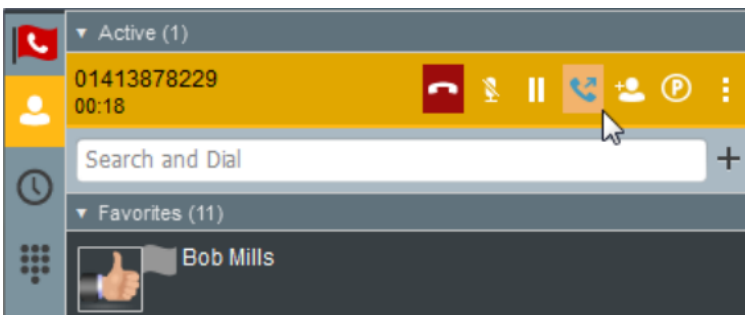 Active (1)
01413878229
00:18
P
Search and Dial
Favorites (11)
Bob Mills